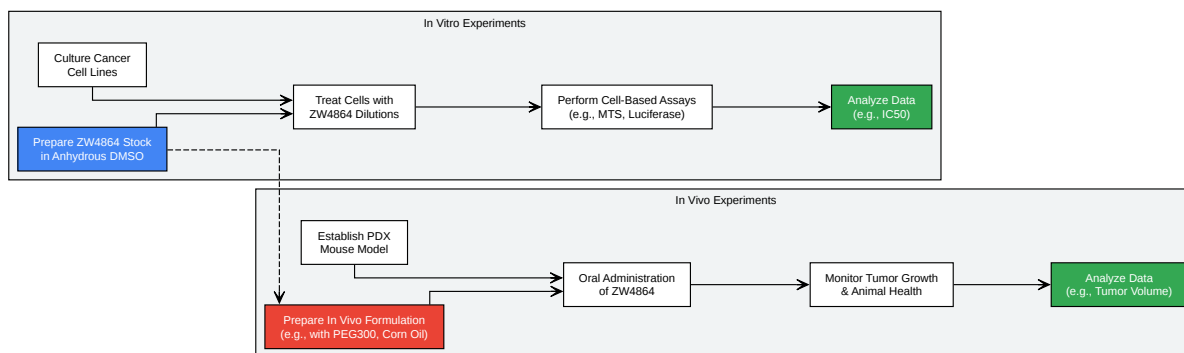 In Vitro Experiments
Culture Cancer
Cell Lines
Treat Cells with
ZW4864 Dilutions
Perform Cell-Based Assays
(e.g., MTS, Luciferase)
Analyze Data
(e.g., IC50)
Prepare ZW4864 Stock
in Anhydrous DMSO
In Vivo Experiments
Establish PDX
Mouse Model
Oral Administration
of ZW4864
Monitor Tumor Growth
& Animal Health
Analyze Data
(e.g., Tumor Volume)
Prepare In Vivo Formulation
(e.g., with PEG300, Corn Oil)